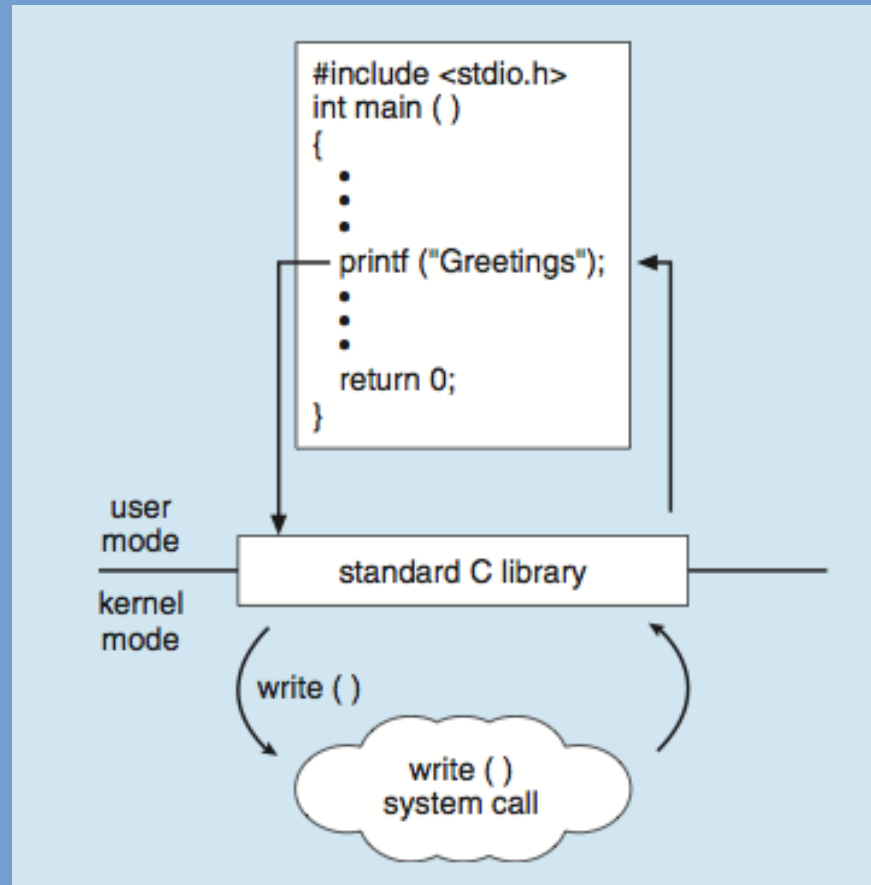 #include <stdio.h>
int main ( )
{
•
•
•
printf ("Greetings");
•
•
•
return 0;
}
user
mode
standard C library
kernel
mode
write ( )
write ( )
system call